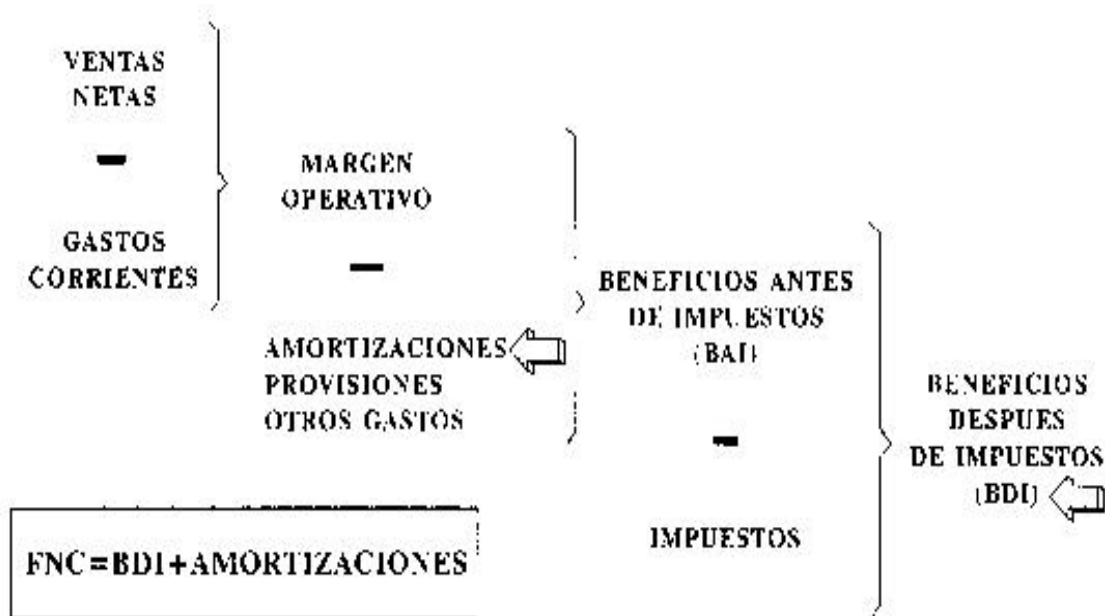 VENTAS
NETAS
-
GASTOS
CORRIENTES
MARGEN
OPERATIVO
-
AMORTIZACIONES
PROVISIONES
OTROS GASTOS
BENEFICIOS ANTES
DE IMPUESTOS
(BAI)
-
IMPUESTOS
BENEFICIOS
DESPUES
DE IMPUESTOS
(BDI)
FNC=BDI+AMORTIZACIONES